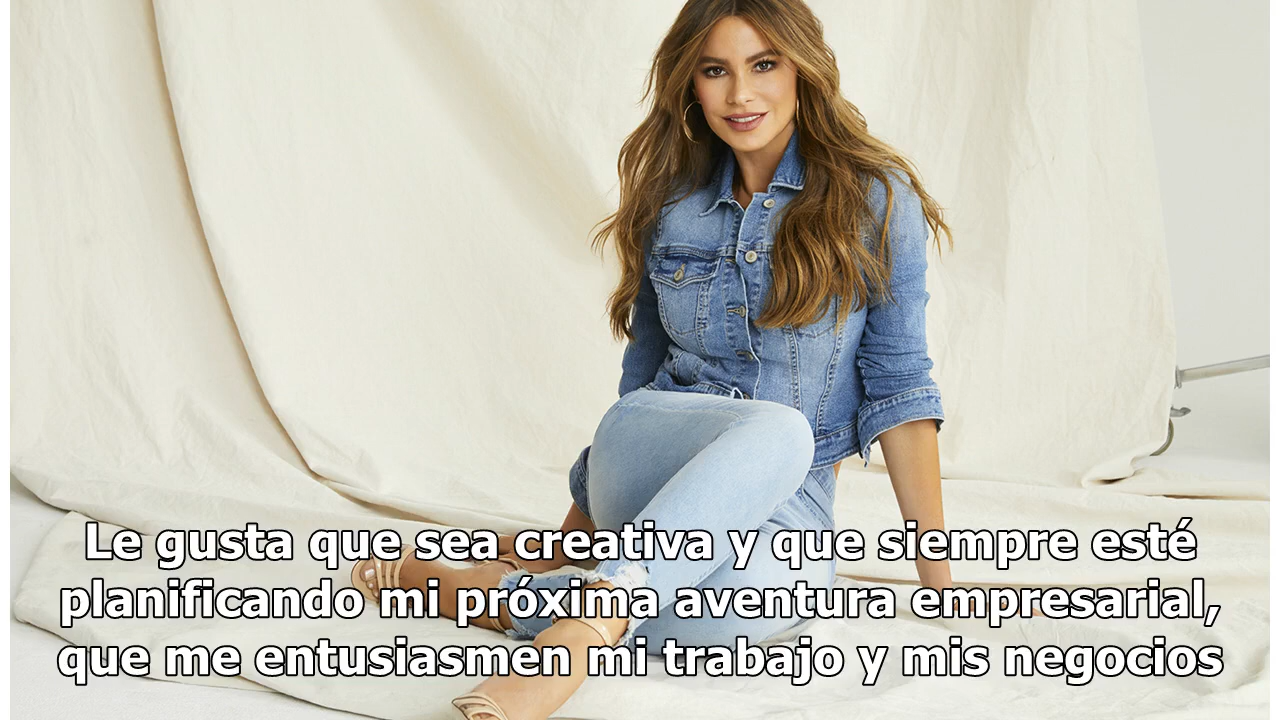 Le gusta que sea creativa y que siempre esté
planificando mi próxima aventura empresarial,
que me entusiasmen mi trabajo y mis negocios